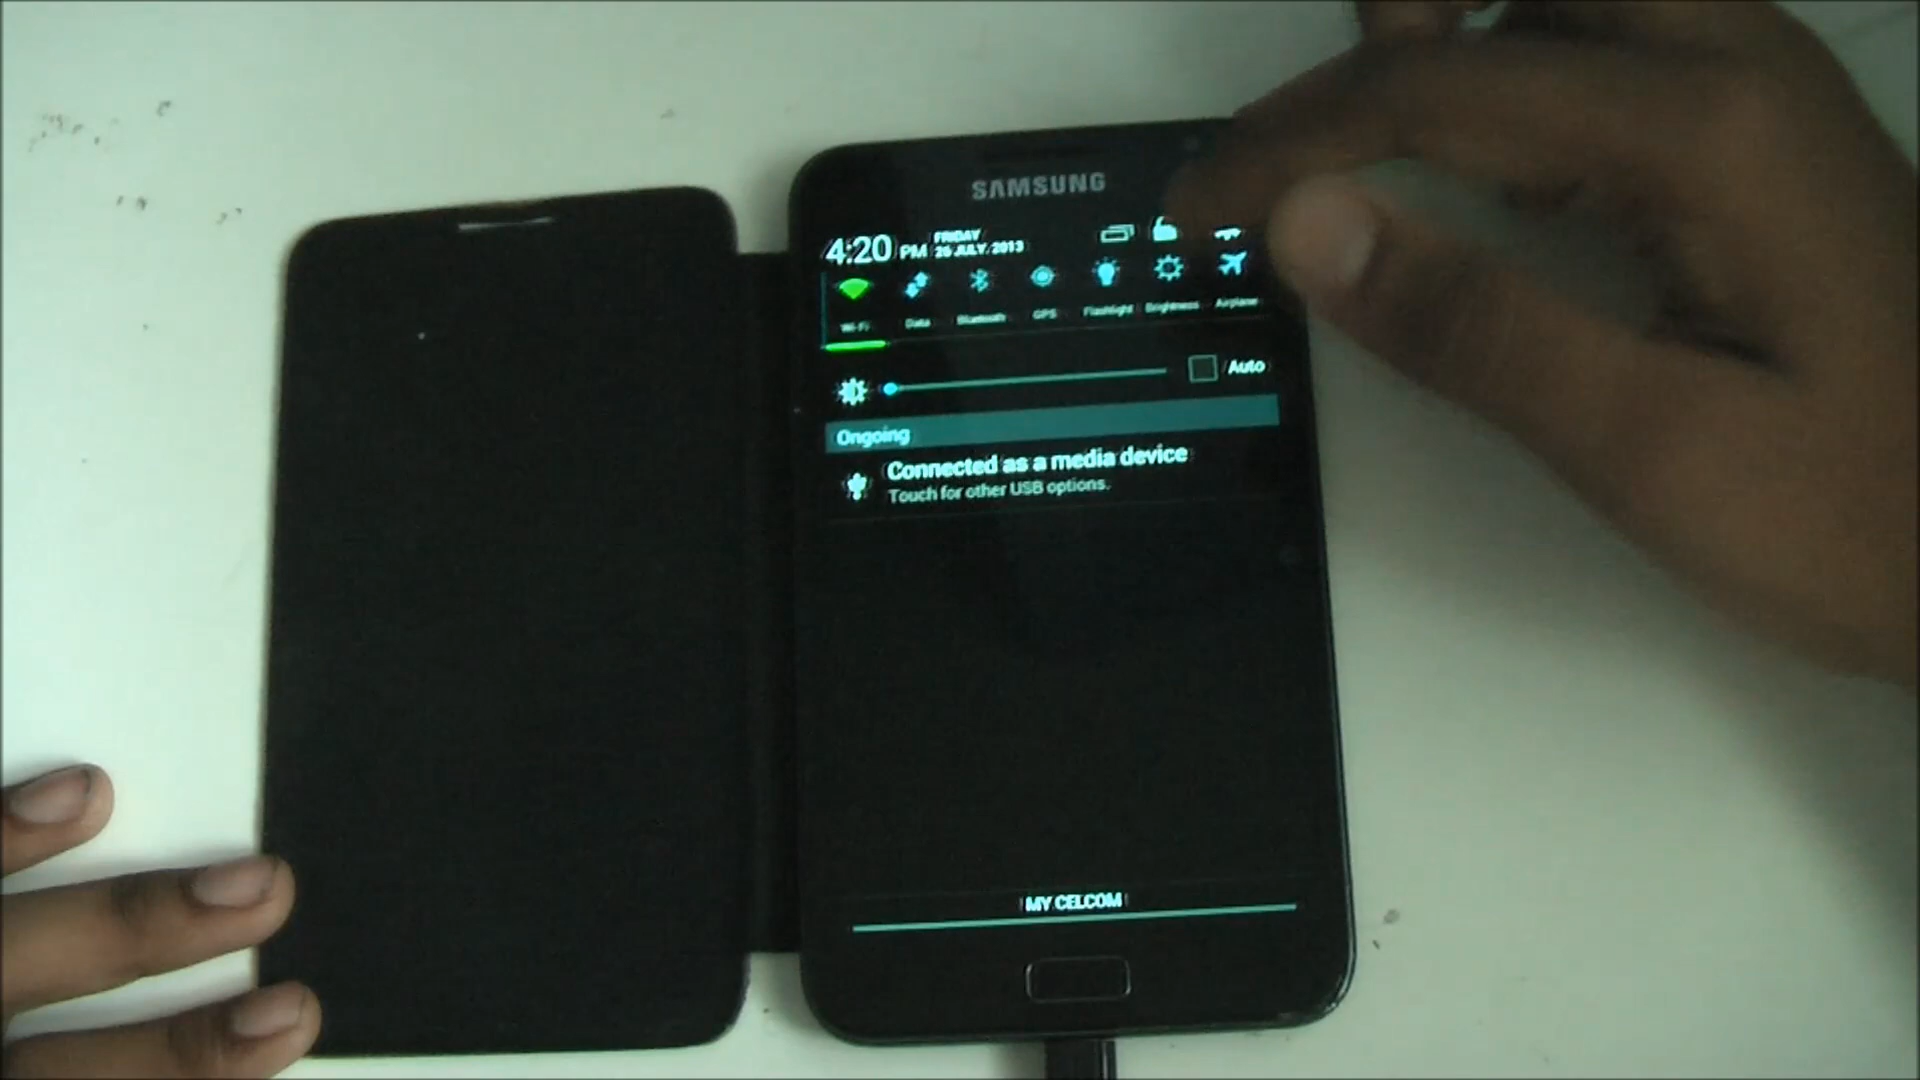 SAMSUNG
4:20 PM
FRIDAY
26 JULY, 2013
Wi-Fi Data Bluetooth GPS Flashlight Brightness Airplane
Auto
Ongoing
Connected as a media device
Touch for other USB options.
MY CELCOM